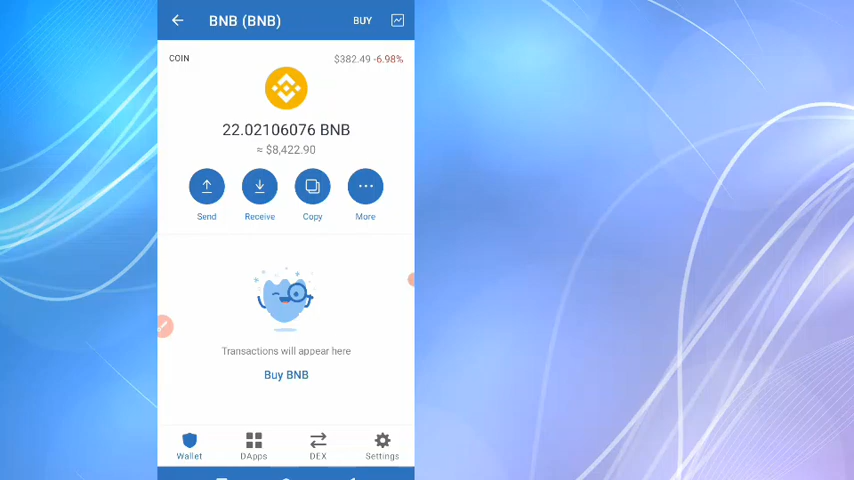 BNB (BNB)
BUY
COIN
$382.49 -6.98%
22.02106076 BNB
≈ $8,422.90
Send
Receive
Copy
More
Transactions will appear here
Buy BNB
Wallet
DApps
DEX
Settings